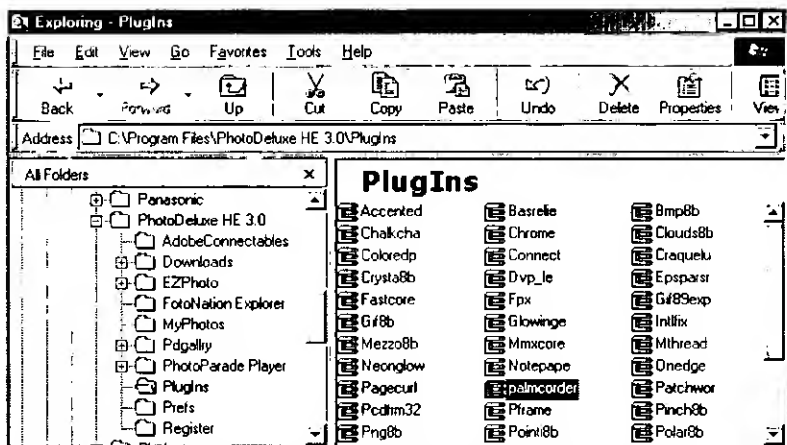 Exploring - PlugIns
File Edit View Go Favorites Tools Help
Back Forward Up Cut Copy Paste Undo Delete Properties View
Address C:\Program Files\PhotoDeluxe HE 3.0\PlugIns
All Folders x
Panasonic
PhotoDeluxe HE 3.0
AdobeConnectables
Downloads
EZPhoto
FotoNation Explorer
MyPhotos
Pdgallry
PhotoParade Player
PlugIns
Prefs
Register
PlugIns
Accented Basrelie Bmp8b
Chalkcha Chrome Clouds8b
Coloredp Connect Craquelu
Crysta8b Dvp_le Epsparsr
Fastcore Fpx Gif89exp
Gif8b Glowinge Intlfix
Mezzo8b Mmxcore Mthread
Neonglow Notepape Onedge
Pagecurl palmcorder Patchwor
Pcdtrn32 Pframe Pinch8b
Png8b Pointi8b Polar8b